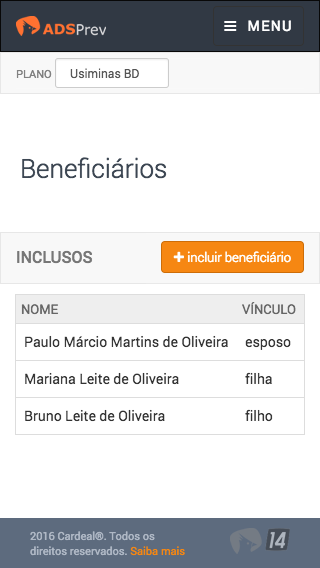 ADSPrev
MENU
PLANO Usiminas BD
Beneficiários
INCLUSOS + incluir beneficiário
NOME VÍNCULO
Paulo Márcio Martins de Oliveira esposo
Mariana Leite de Oliveira filha
Bruno Leite de Oliveira filho
2016 Cardeal®. Todos os
direitos reservados. Saiba mais
14